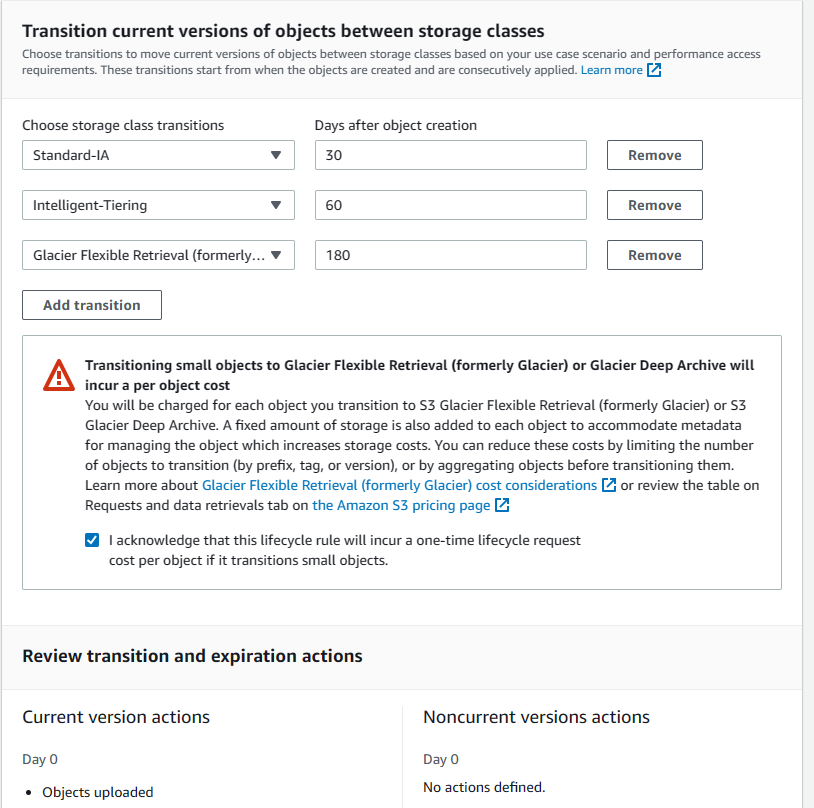 Transition current versions of objects between storage classes
Choose transitions to move current versions of objects between storage classes based on your use case scenario and performance access
requirements. These transitions start from when the objects are created and are consecutively applied. Learn more
Choose storage class transitions
Days after object creation
Standard-IA
30
Remove
Intelligent-Tiering
60
Remove
Glacier Flexible Retrieval (formerly...
180
Remove
Add transition
Transitioning small objects to Glacier Flexible Retrieval (formerly Glacier) or Glacier Deep Archive will
incur a per object cost
You will be charged for each object you transition to S3 Glacier Flexible Retrieval (formerly Glacier) or S3
Glacier Deep Archive. A fixed amount of storage is also added to each object to accommodate metadata
for managing the object which increases storage costs. You can reduce these costs by limiting the number
of objects to transition (by prefix, tag, or version), or by aggregating objects before transitioning them.
Learn more about Glacier Flexible Retrieval (formerly Glacier) cost considerations or review the table on
Requests and data retrievals tab on the Amazon S3 pricing page
I acknowledge that this lifecycle rule will incur a one-time lifecycle request
cost per object if it transitions small objects.
Review transition and expiration actions
Current version actions
Day 0
• Objects uploaded
Noncurrent versions actions
Day 0
No actions defined.